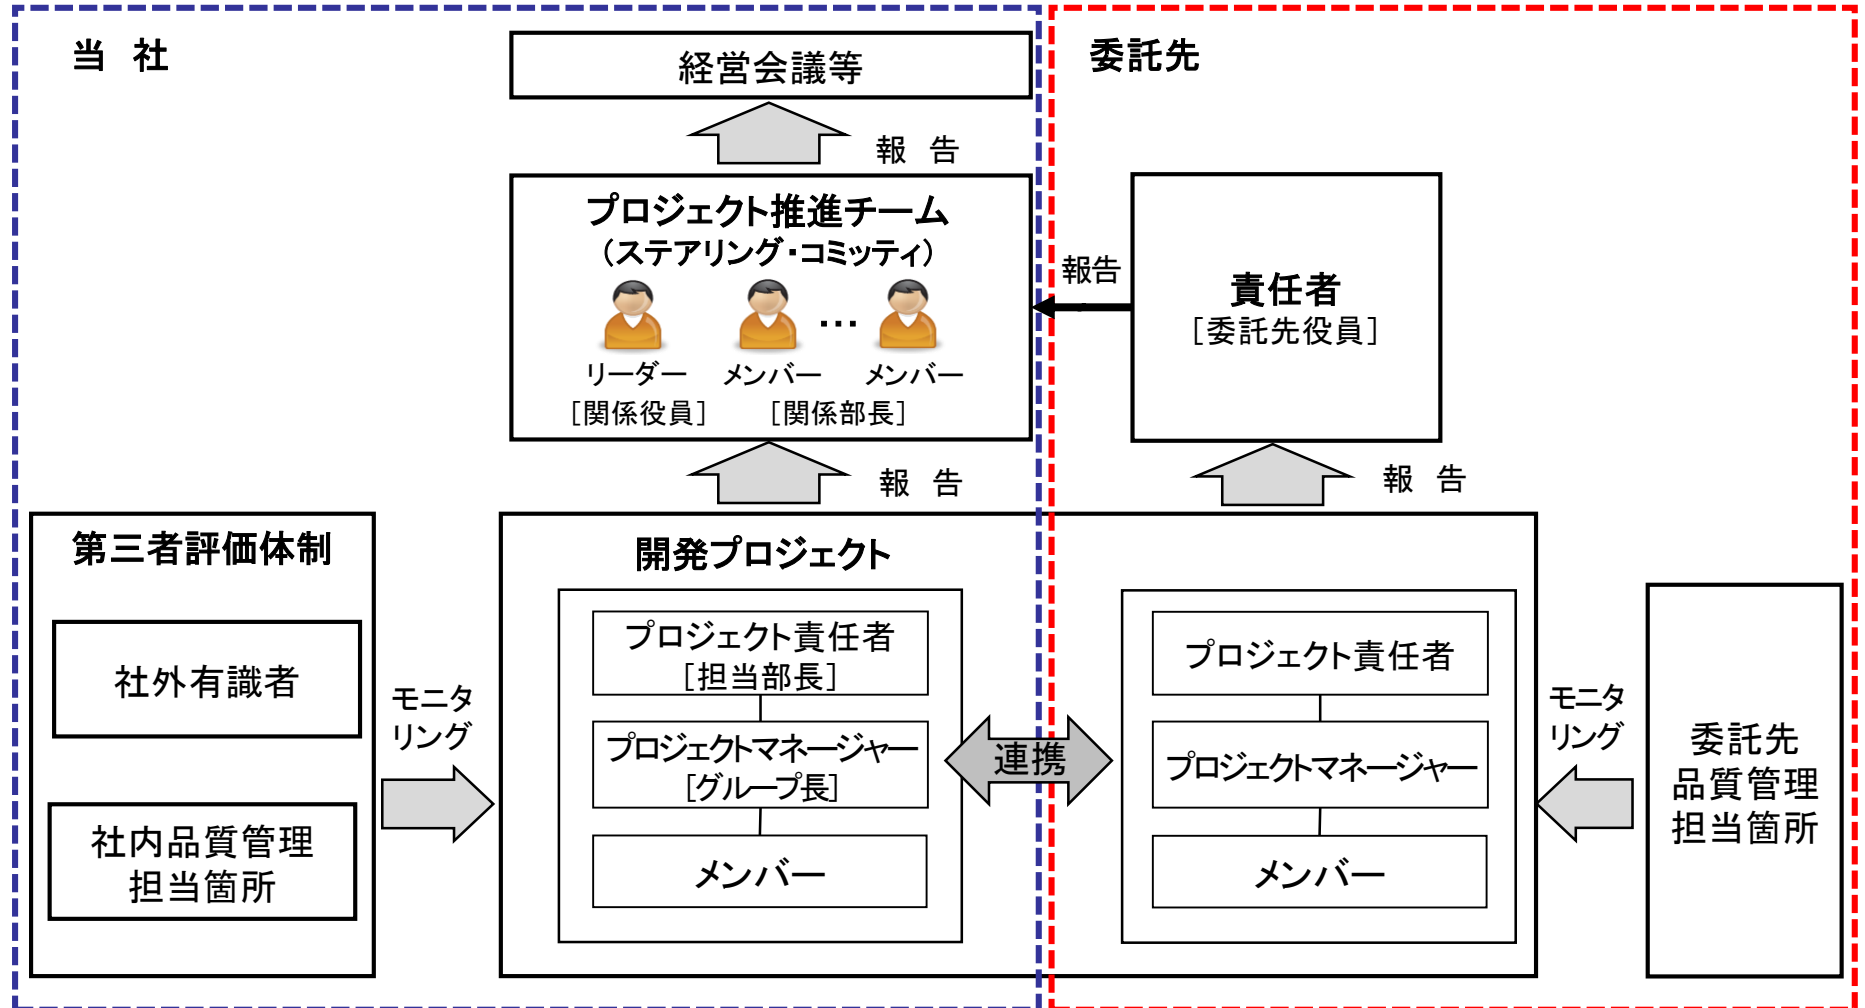 当 社
経営会議等
報 告
プロジェクト推進チーム
（ステアリング・コミッティ）
…
リーダー
メンバー
メンバー
［関係役員］
［関係部長］
報 告
委託先
報告
責任者
［委託先役員］
報 告
第三者評価体制
社外有識者
社内品質管理
担当箇所
モニタ
リング
開発プロジェクト
プロジェクト責任者
［担当部長］
プロジェクトマネージャー
［グループ長］
メンバー
連携
プロジェクト責任者
プロジェクトマネージャー
メンバー
モニタ
リング
委託先
品質管理
担当箇所